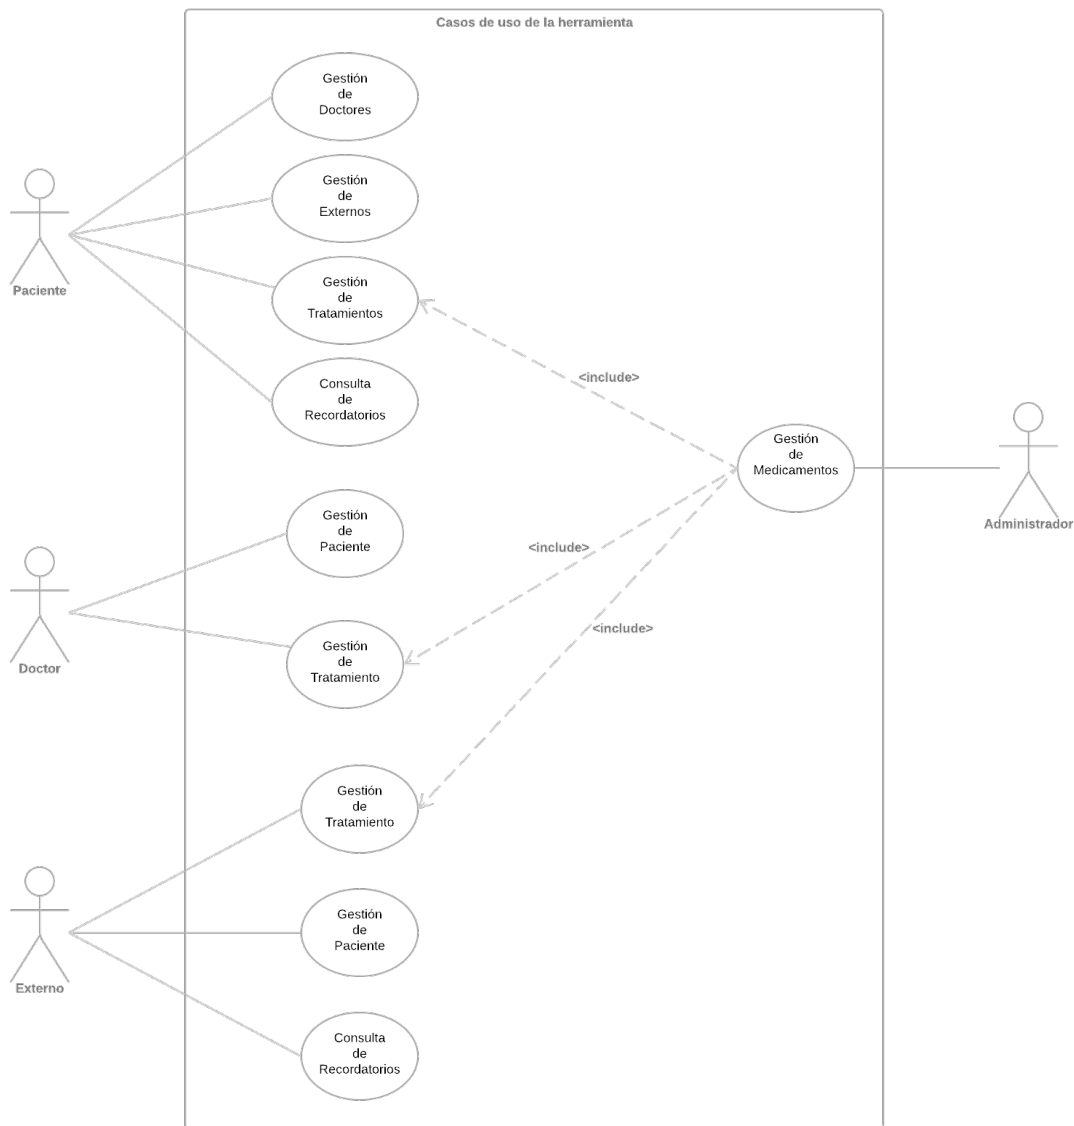 Casos de uso de la herramienta
Gestión
de
Doctores
Gestión
de
Externos
Paciente
Gestión
de
Tratamientos
<include>
Consulta
de
Recordatorios
Gestión
de
Medicamentos
Administrador
Gestión
de
Paciente
<include>
Doctor
Gestión
de
Tratamiento
<include>
Gestión
de
Tratamiento
Externo
Gestión
de
Paciente
Consulta
de
Recordatorios